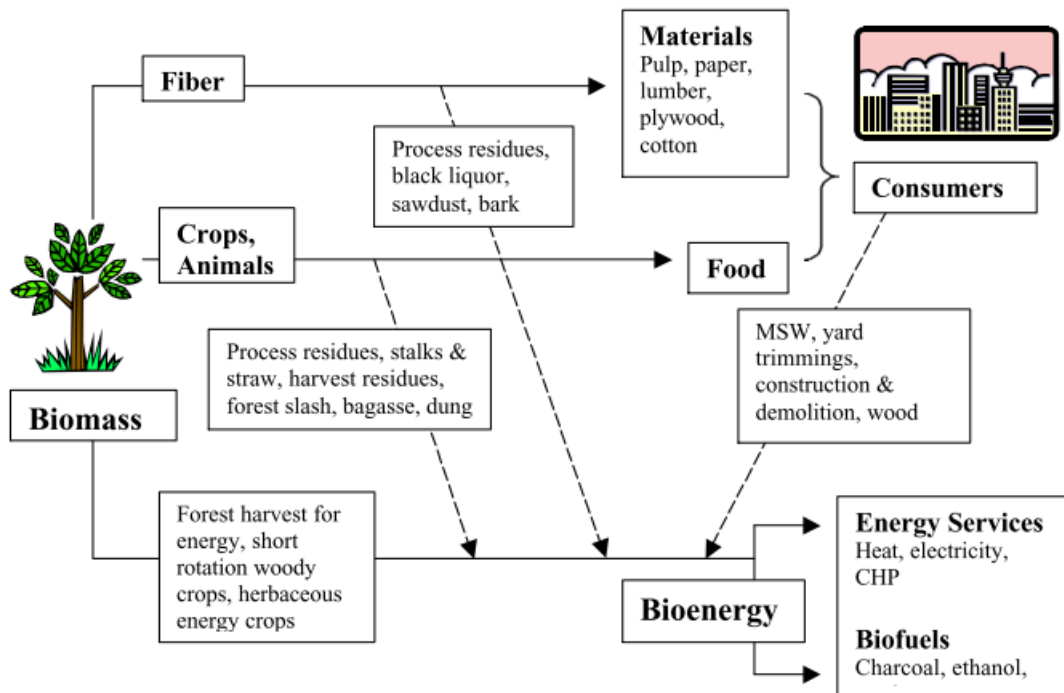 Fiber
Materials
Pulp, paper,
lumber,
plywood,
cotton
Process residues,
black liquor,
sawdust, bark
Consumers
Crops,
Animals
Food
Process residues, stalks &
straw, harvest residues,
forest slash, bagasse, dung
MSW, yard
trimmings,
construction &
demolition, wood
Biomass
Forest harvest for
energy, short
rotation woody
crops, herbaceous
energy crops
Energy Services
Heat, electricity,
CHP
Bioenergy
Biofuels
Charcoal, ethanol,